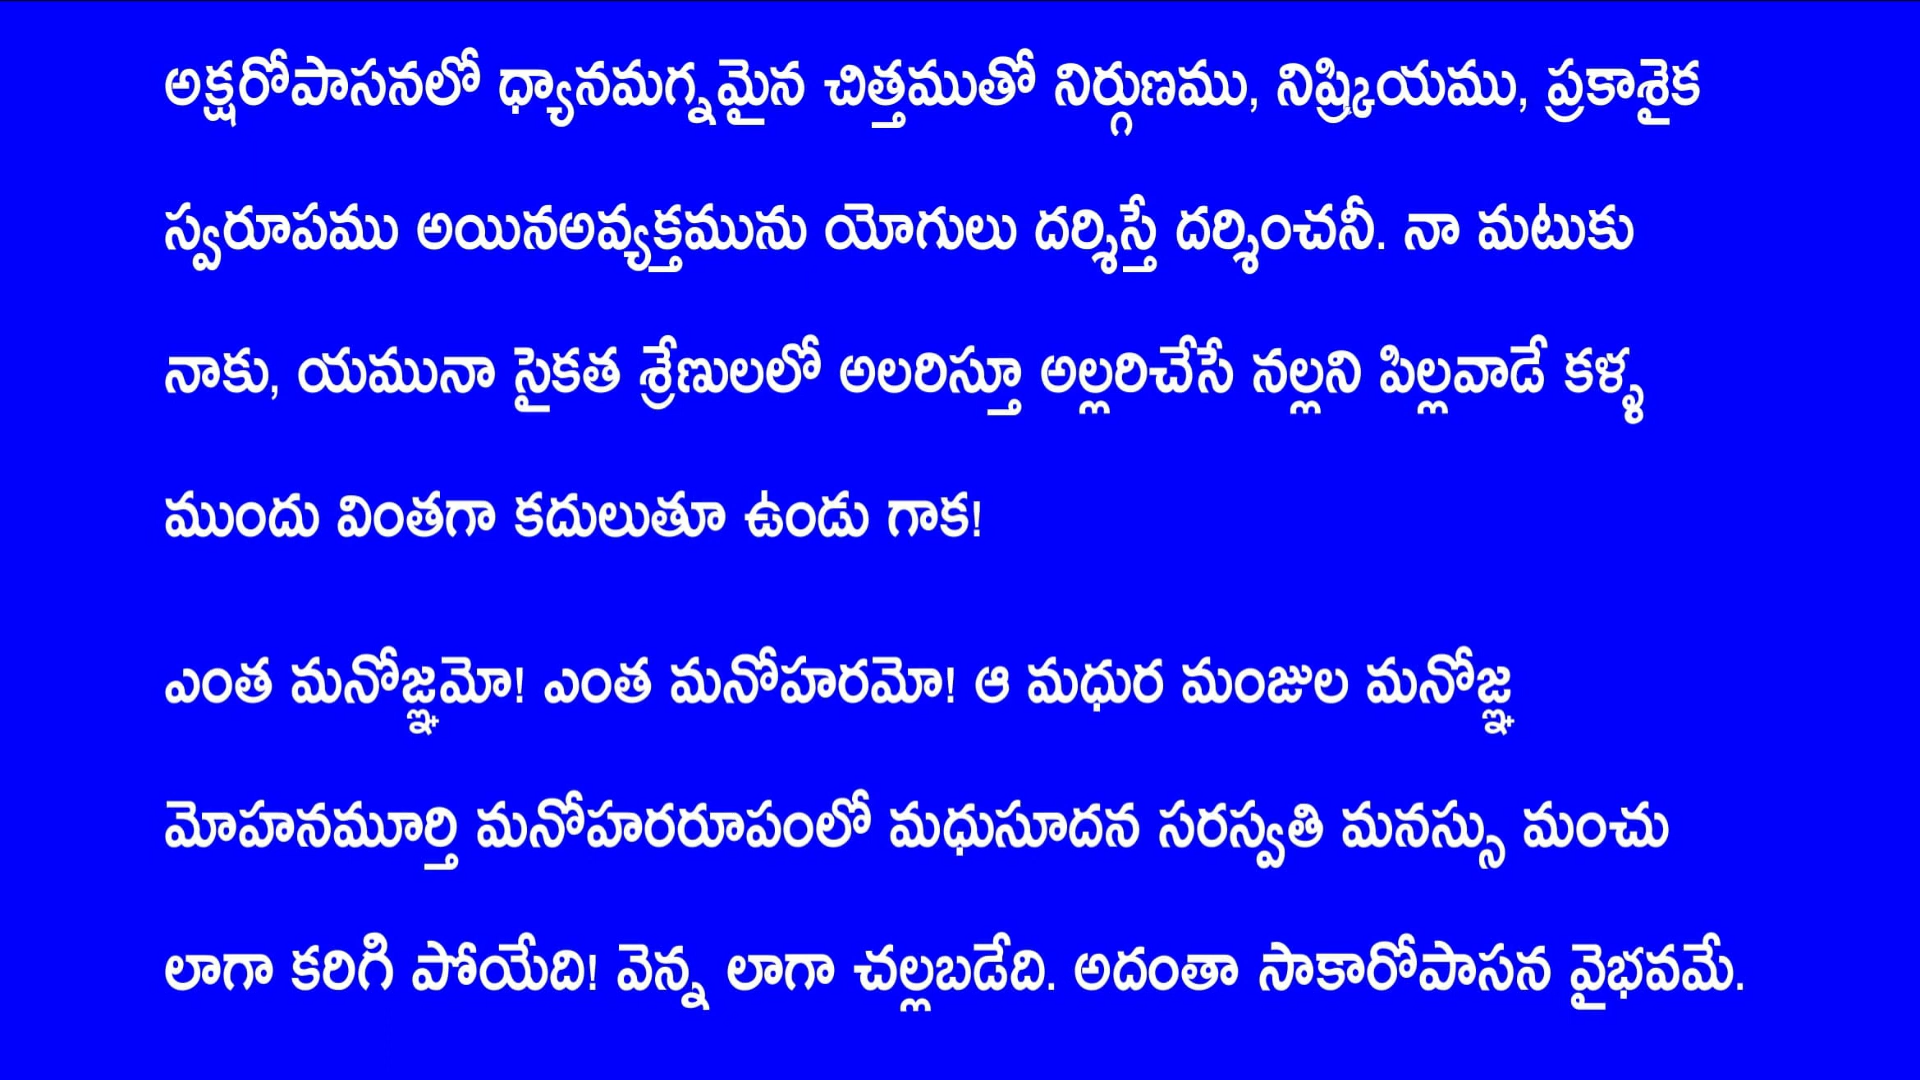 అక్షరోపాసనలో ధ్యానమగ్నమైన చిత్తముతో నిర్గుణము, నిష్క్రియము, ప్రకాశైక
స్వరూపము అయినఅవ్యక్తమును యోగులు దర్శిస్తే దర్శించనీ. నా మటుకు
నాకు, యమునా సైకత శ్రేణులలో అలరిస్తూ అల్లరిచేసే నల్లని పిల్లవాడే కళ్ళ
ముందు వింతగా కదులుతూ ఉండు గాక!
ఎంత మనోజ్ఞమో! ఎంత మనోహరమో! ఆ మధుర మంజుల మనోజ్ఞ
మోహనమూర్తి మనోహరరూపంలో మధుసూదన సరస్వతి మనస్సు మంచు
లాగా కరిగి పోయేది! వెన్న లాగా చల్లబడేది. అదంతా సాకారోపాసన వైభవమే.